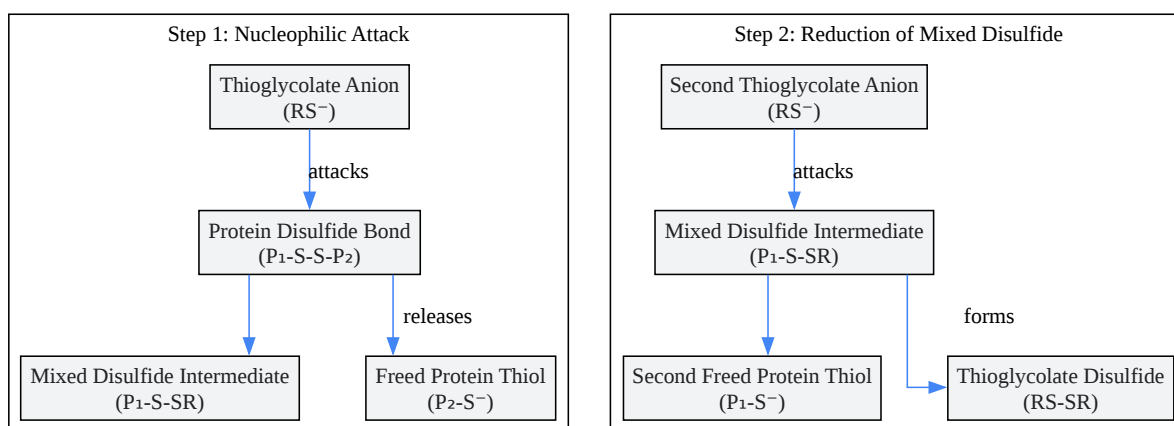 Step 1: Nucleophilic Attack
Thioglycolate Anion
(RS⁻)
attacks
Protein Disulfide Bond
(P₁-S-S-P₂)
releases
Mixed Disulfide Intermediate
(P₁-S-SR)
Freed Protein Thiol
(P₂-S⁻)
Step 2: Reduction of Mixed Disulfide
Second Thioglycolate Anion
(RS⁻)
attacks
Mixed Disulfide Intermediate
(P₁-S-SR)
forms
Second Freed Protein Thiol
(P₁-S⁻)
Thioglycolate Disulfide
(RS-SR)